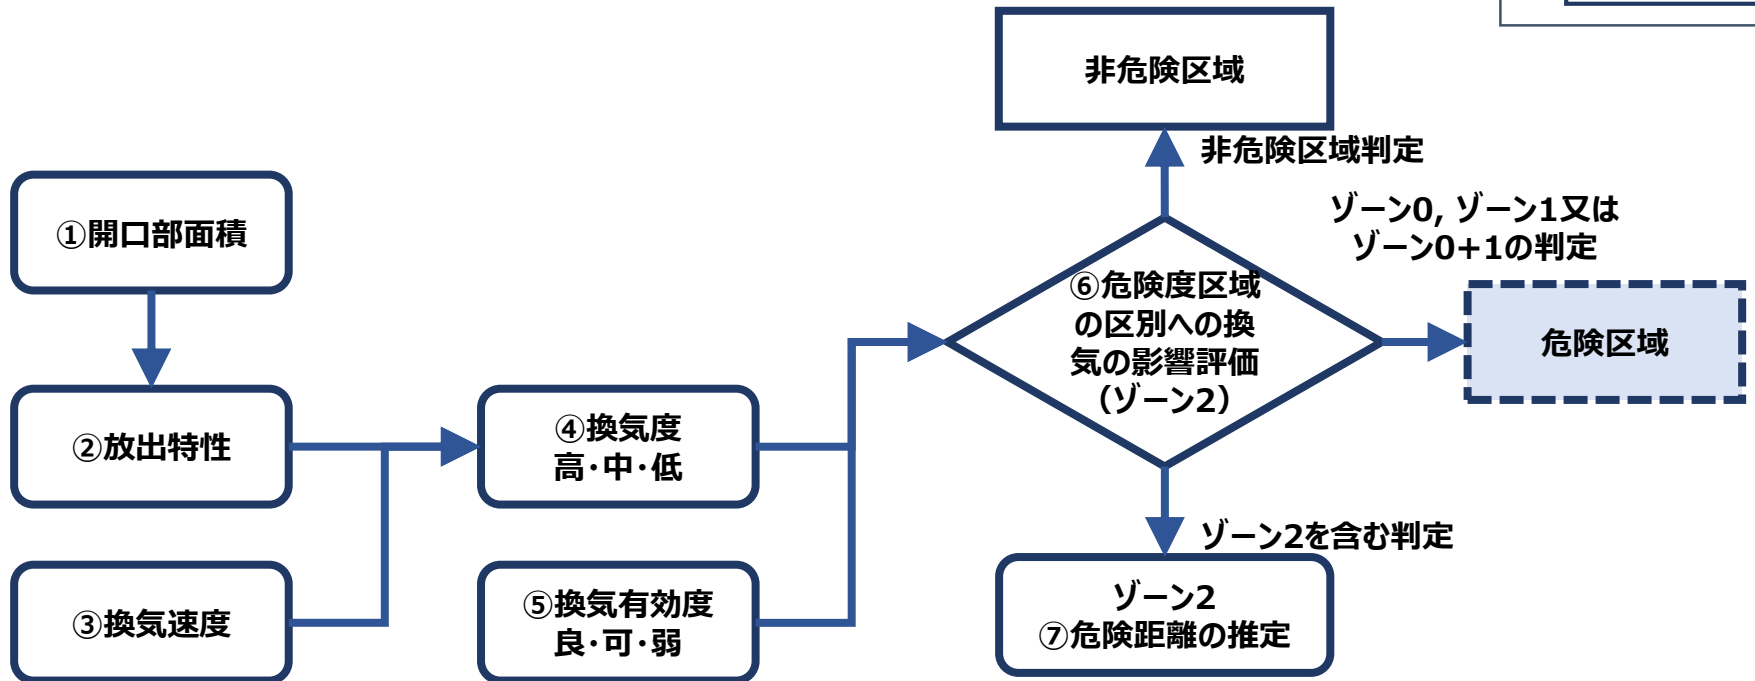 非危険区域
非危険区域判定
ゾーン0, ゾーン1又は
ゾーン0+1の判定
①開口部面積
⑥危険度区域
の区別への換
気の影響評価
（ゾーン2）
危険区域
②放出特性
④換気度
高・中・低
ゾーン2を含む判定
③換気速度
⑤換気有効度
良・可・弱
ゾーン2
⑦危険距離の推定